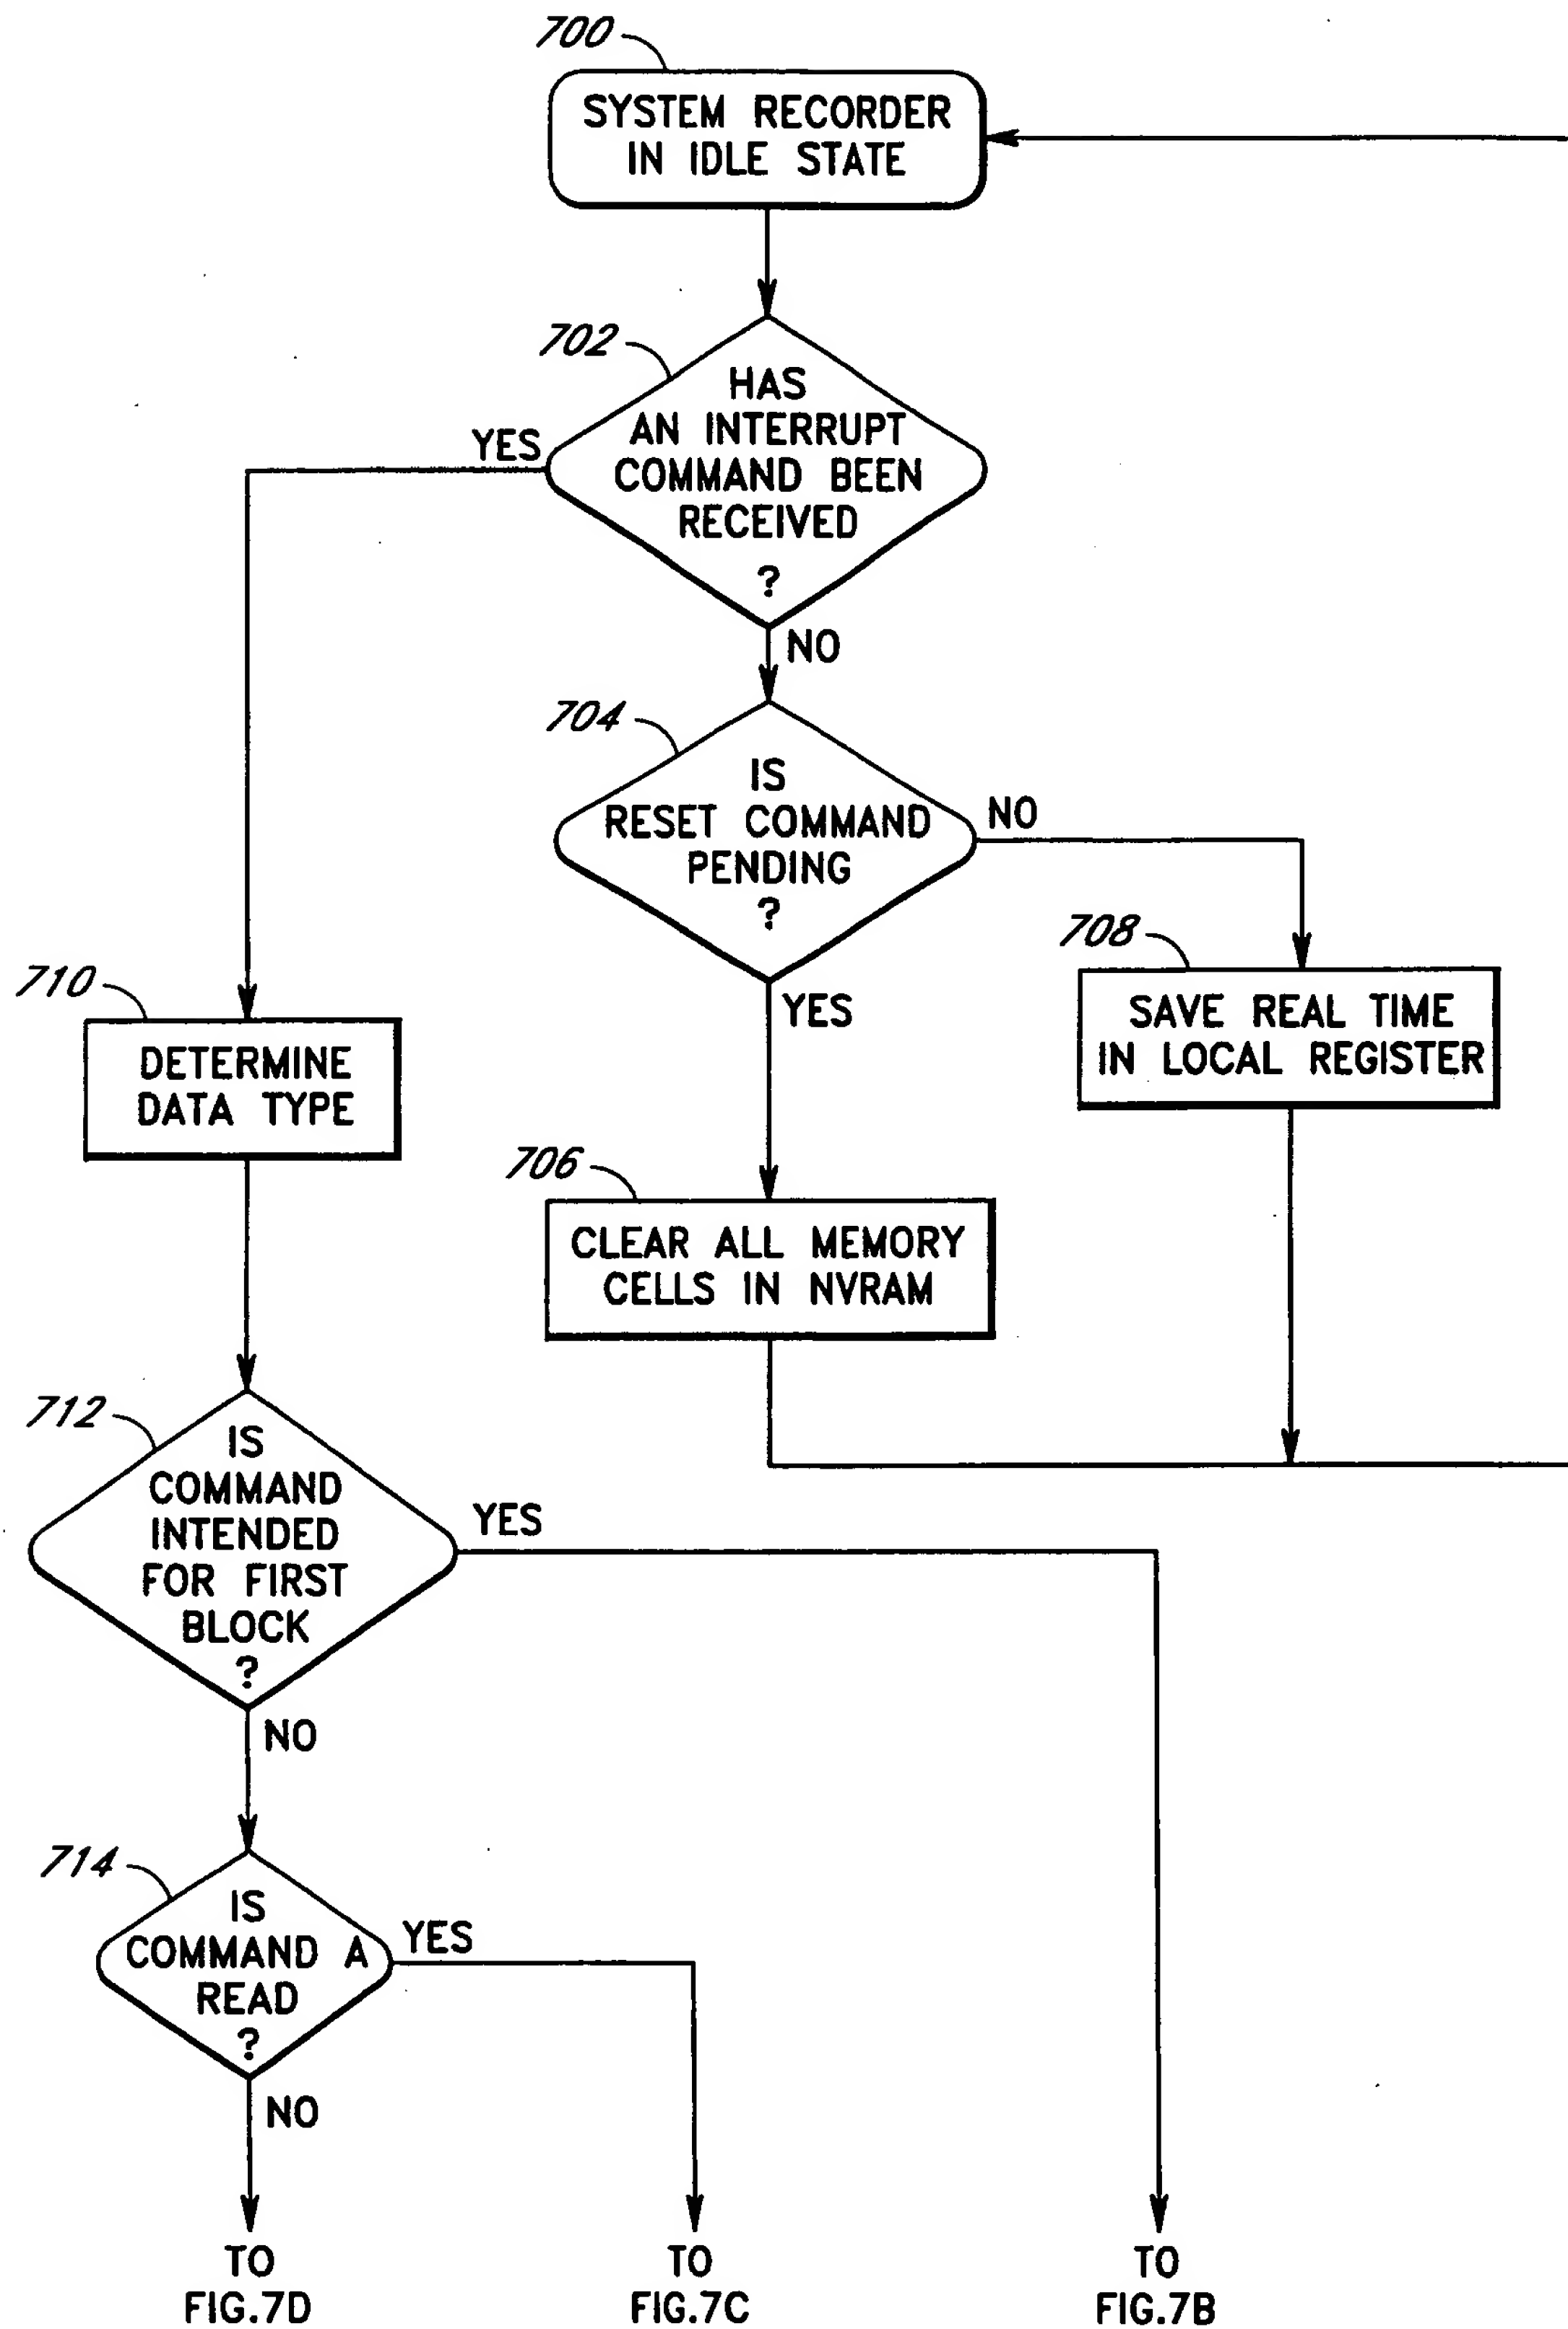 700
SYSTEM RECORDER
IN IDLE STATE
702
HAS
AN INTERRUPT
COMMAND BEEN
RECEIVED
?
YES
NO
704
IS
RESET COMMAND
PENDING
?
NO
YES
708
SAVE REAL TIME
IN LOCAL REGISTER
710
DETERMINE
DATA TYPE
706
CLEAR ALL MEMORY
CELLS IN NVRAM
712
IS
COMMAND
INTENDED
FOR FIRST
BLOCK
?
YES
NO
714
IS
COMMAND A
READ
?
YES
NO
TO
FIG.7D
TO
FIG.7C
TO
FIG.7B